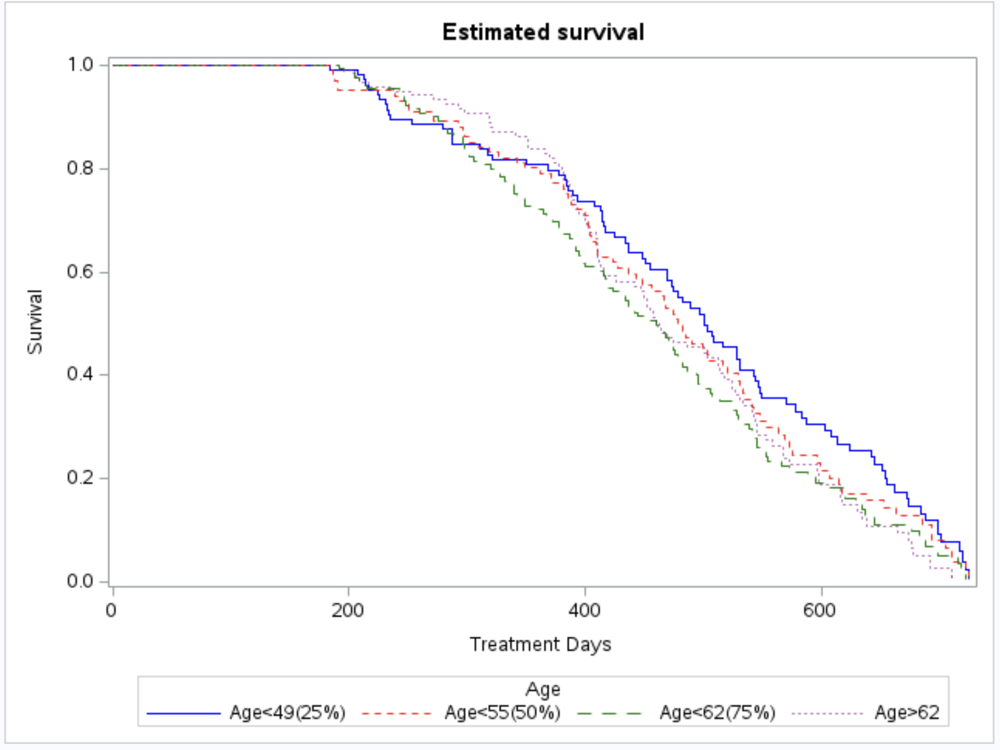 Estimated survival
1.0
0.8
0.6
0.4
0.2
0.0
Survival
0 200 400 600
Treatment Days
Age
Age<49(25%) Age<55(50%) Age<62(75%) Age>62